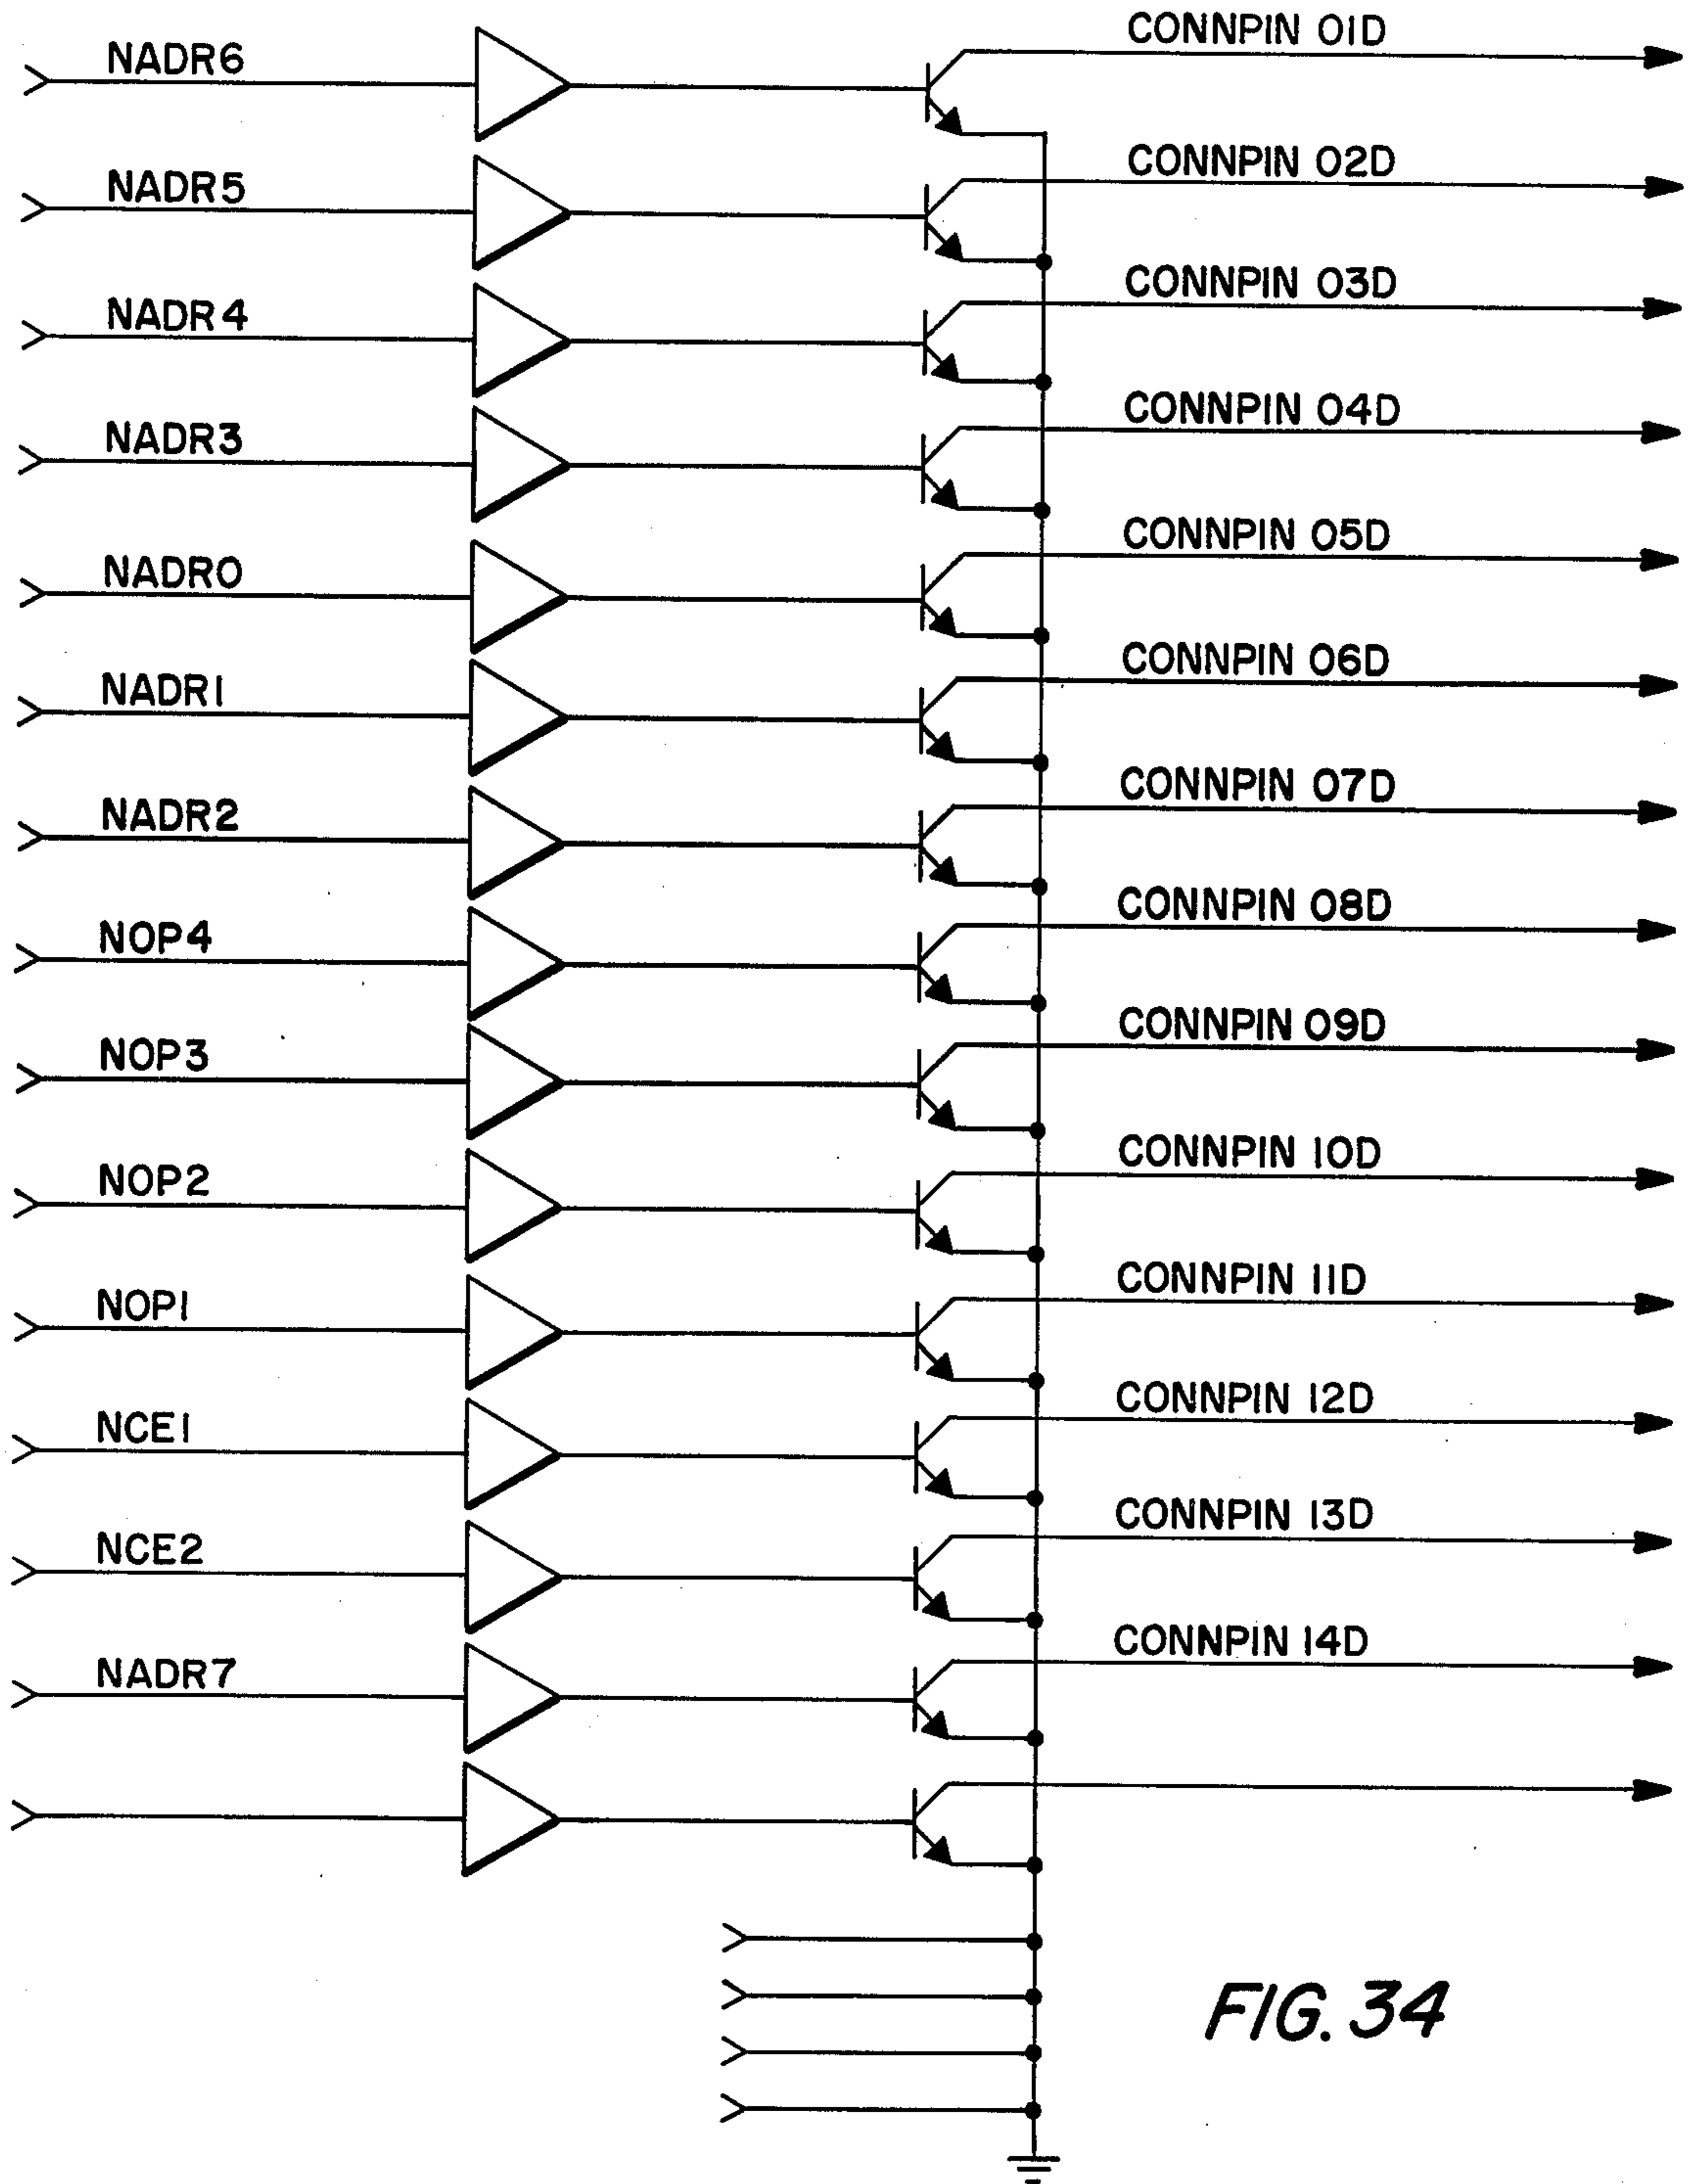 NADR6 CONNPIN 01D
NADR5 CONNPIN 02D
NADR4 CONNPIN 03D
NADR3 CONNPIN 04D
NADR0 CONNPIN 05D
NADR1 CONNPIN 06D
NADR2 CONNPIN 07D
NOP4 CONNPIN 08D
NOP3 CONNPIN 09D
NOP2 CONNPIN 10D
NOP1 CONNPIN 11D
NCE1 CONNPIN 12D
NCE2 CONNPIN 13D
NADR7 CONNPIN 14D
FIG. 34